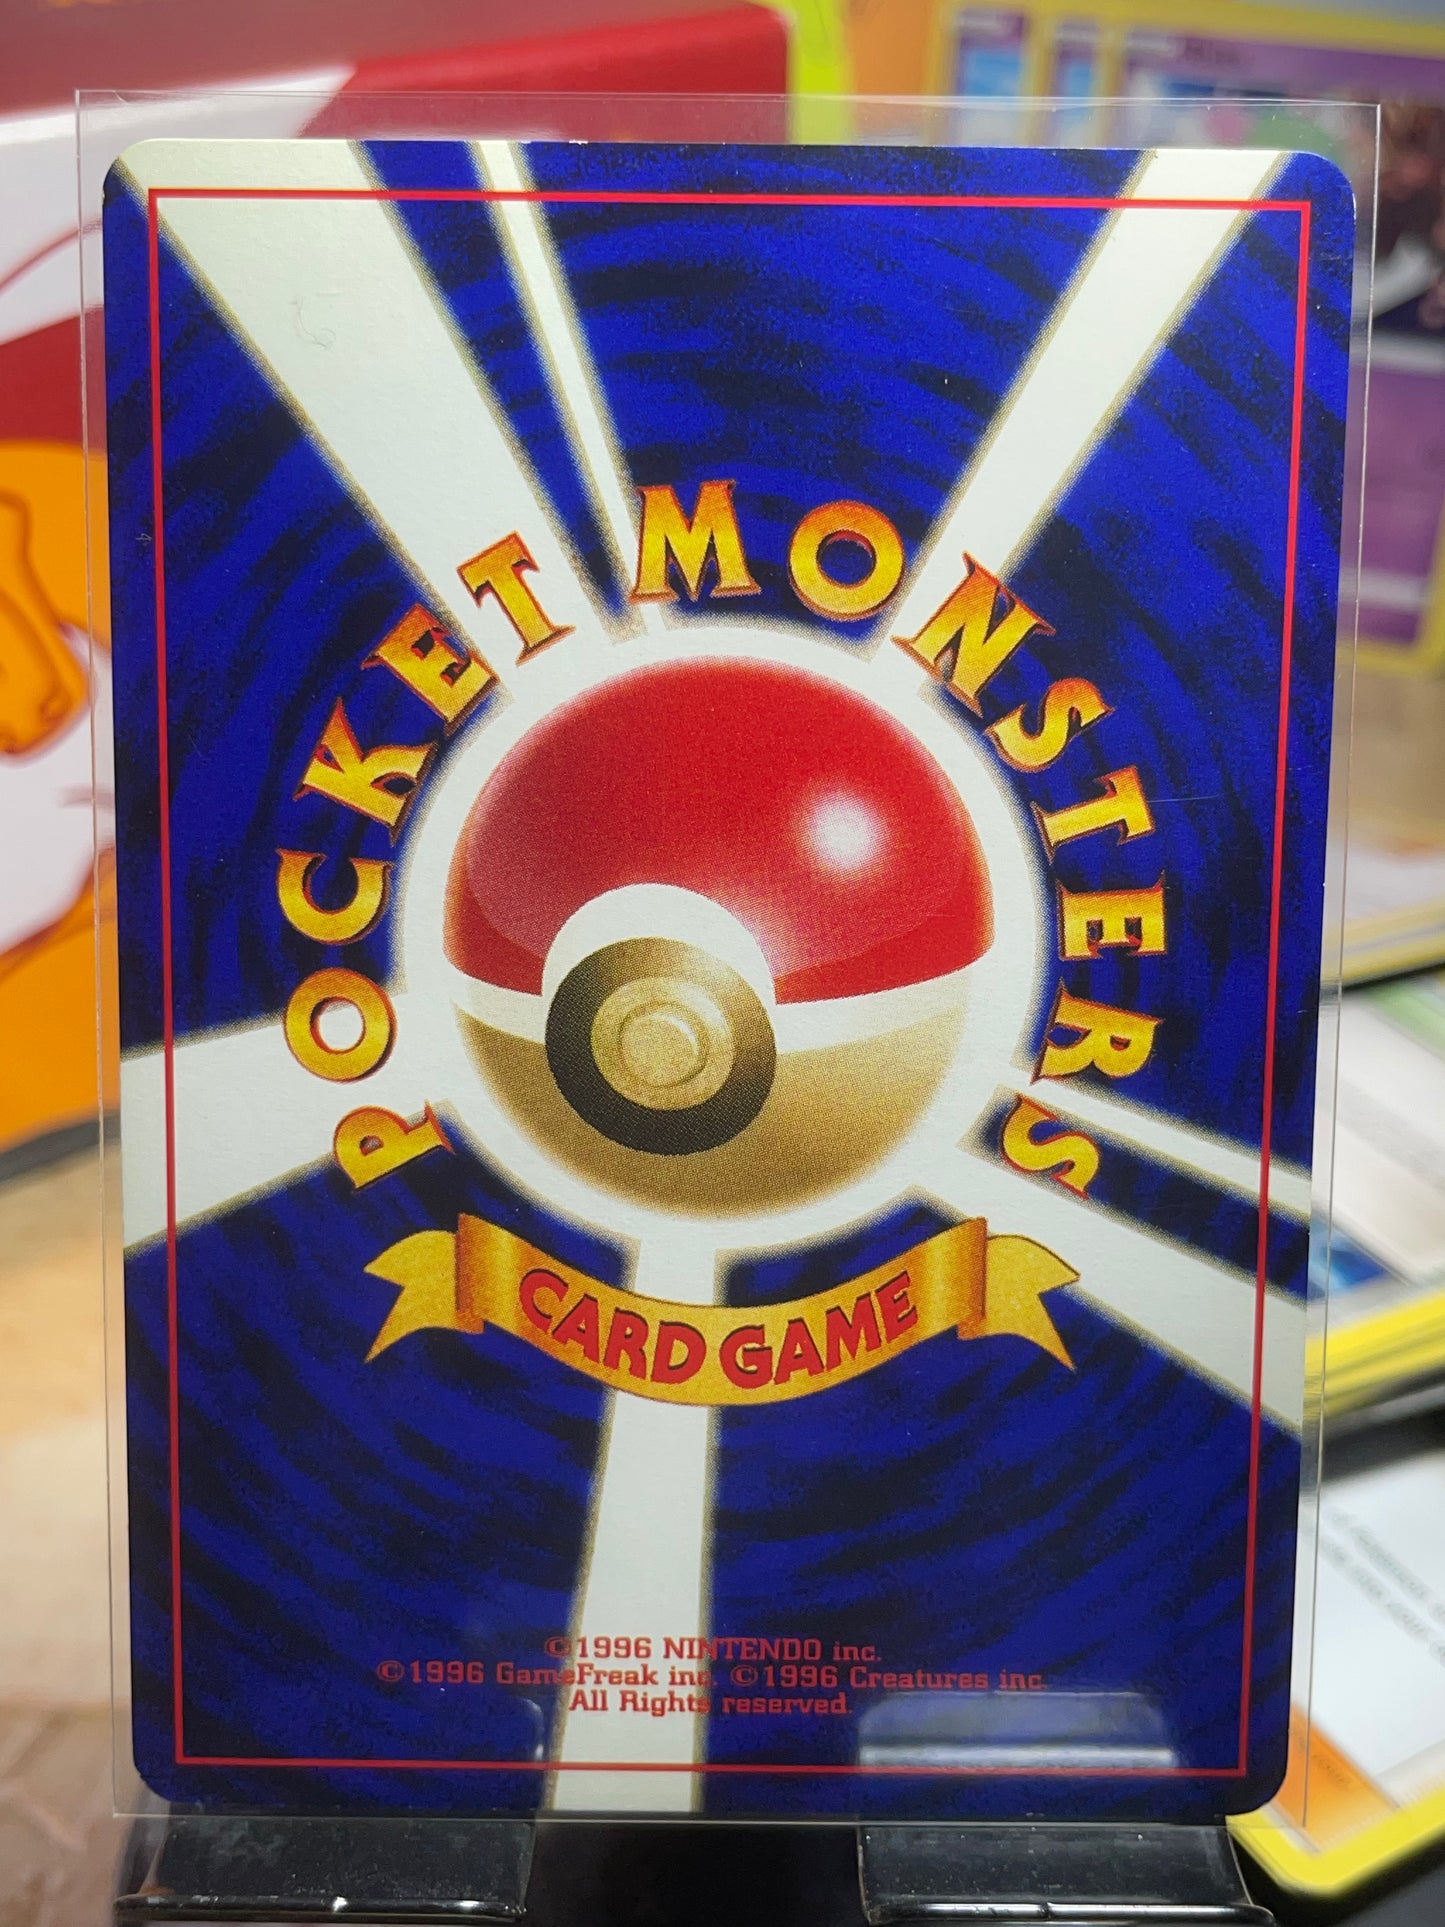 POCKET MONSTERS
CARD GAME
©1996 NINTENDO inc.
©1996 GameFreak inc. ©1996 Creatures inc.
All Rights reserved.